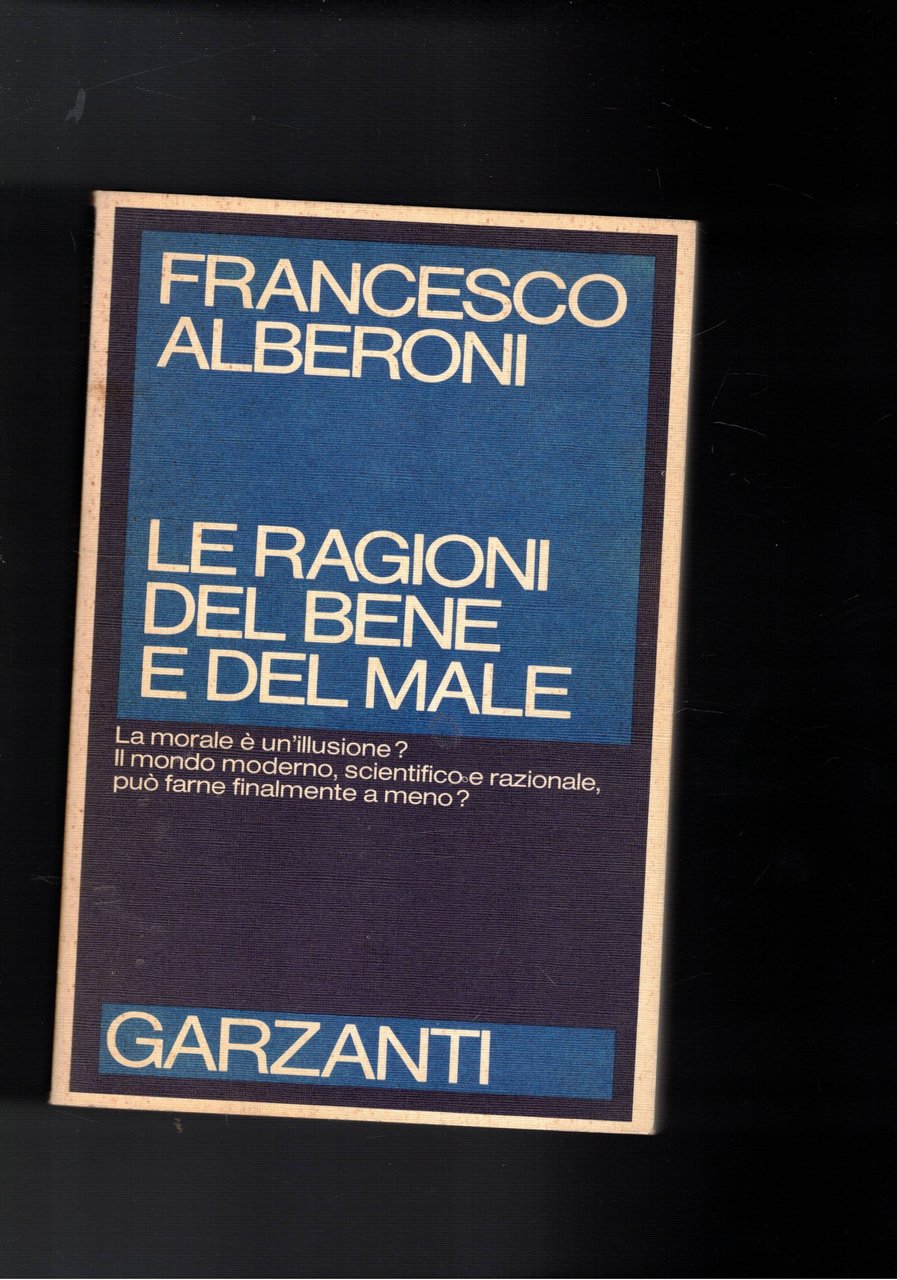 FRANCESCO
ALBERONI
LE RAGIONI
DEL BENE
E DEL MALE
La morale è un'illusione?
Il mondo moderno, scientifico e razionale,
può farne finalmente a meno?
GARZANTI